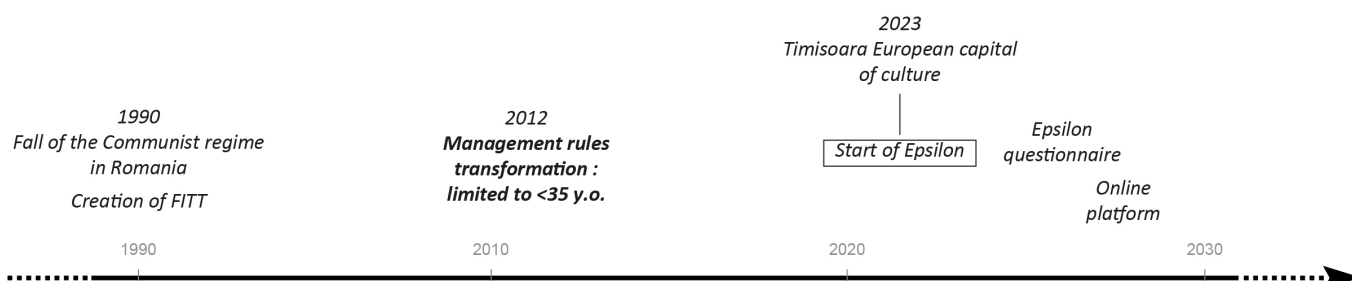 1990
Fall of the Communist regime
in Romania
Creation of FITT
2012
Management rules
transformation :
limited to <35 y.o.
2023
Timisoara European capital
of culture
Start of Epsilon
Epsilon
questionnaire
Online
platform
1990
2010
2020
2030